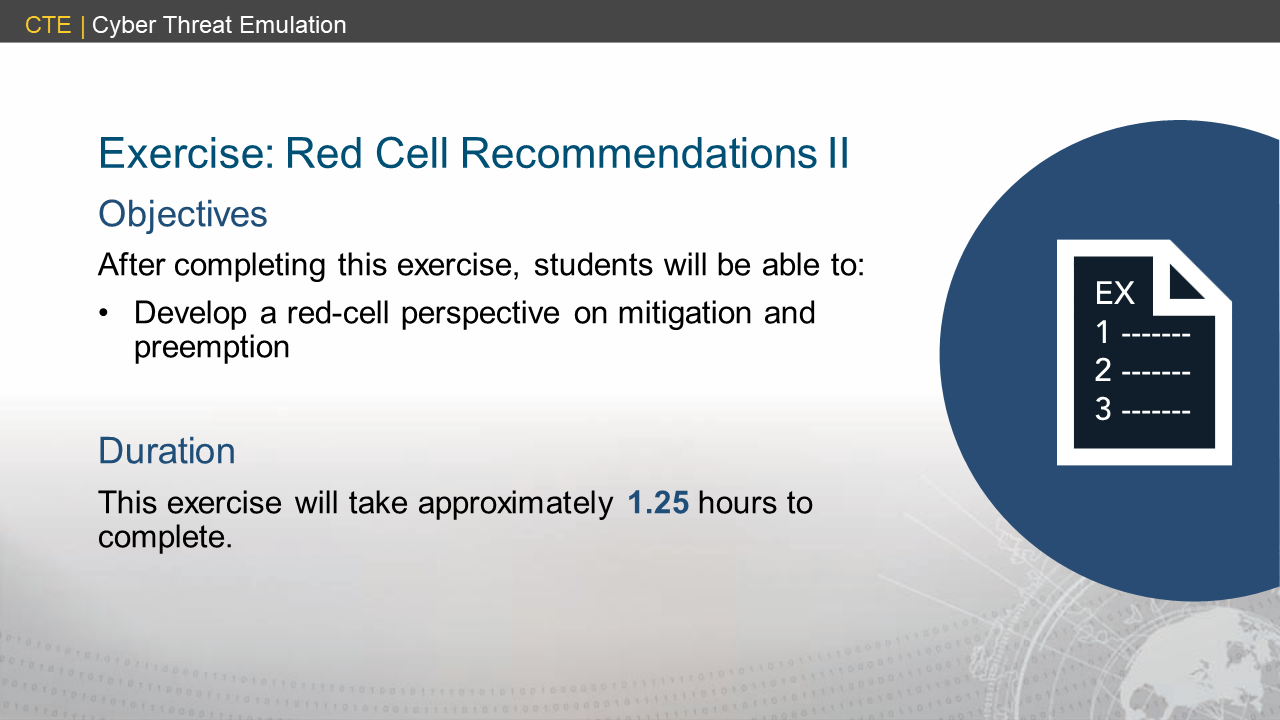 CTE | Cyber Threat Emulation
Exercise: Red Cell Recommendations II
Objectives
After completing this exercise, students will be able to:
• Develop a red-cell perspective on mitigation and
preemption
Duration
This exercise will take approximately 1.25 hours to
complete.
EX
1 -------
2 -------
3 -------